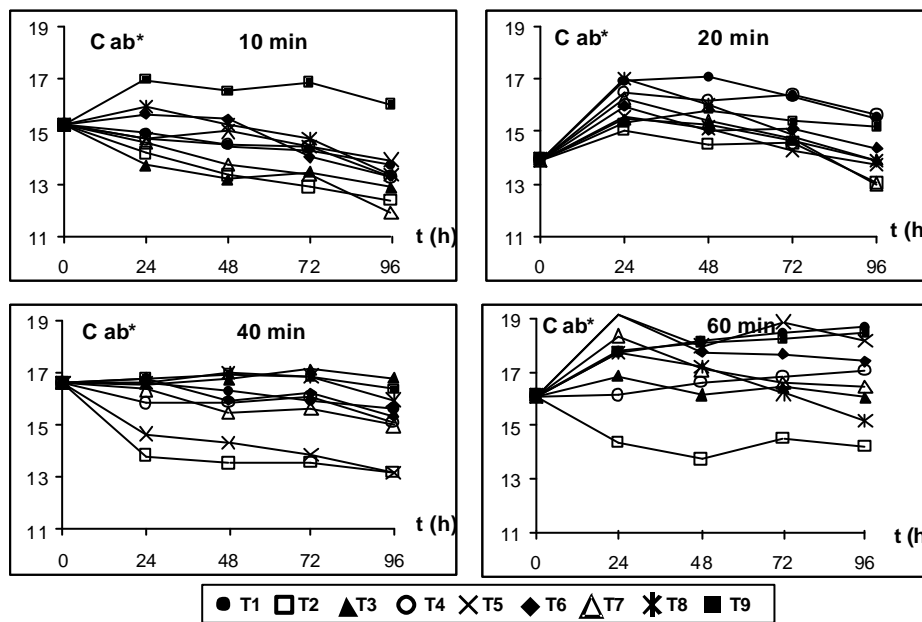 C ab* 10 min
19
17
15
13
11
t (h)
0 24 48 72 96
C ab* 20 min
19
17
15
13
11
t (h)
0 24 48 72 96
C ab* 40 min
19
17
15
13
11
t (h)
0 24 48 72 96
C ab* 60 min
19
17
15
13
11
t (h)
0 24 48 72 96
T1 T2 T3 T4 T5 T6 T7 T8 T9